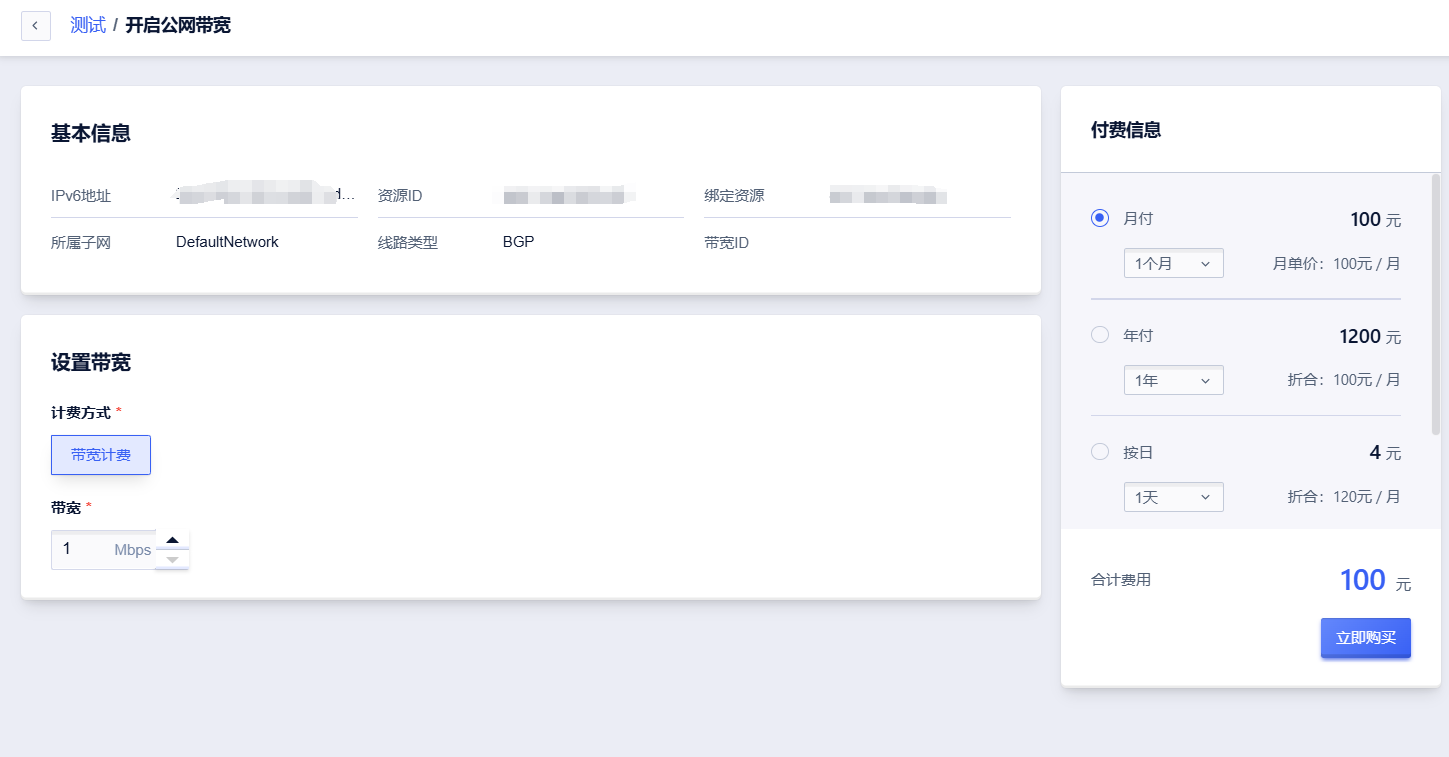 测试 / 开启公网带宽
基本信息
IPv6地址 d... 资源ID 绑定资源
所属子网 DefaultNetwork 线路类型 BGP 带宽ID
设置带宽
计费方式 *
带宽计费
带宽 *
1 Mbps
付费信息
月付 100 元
1个月 月单价：100元 / 月
年付 1200 元
1年 折合：100元 / 月
按日 4 元
1天 折合：120元 / 月
合计费用 100 元
立即购买